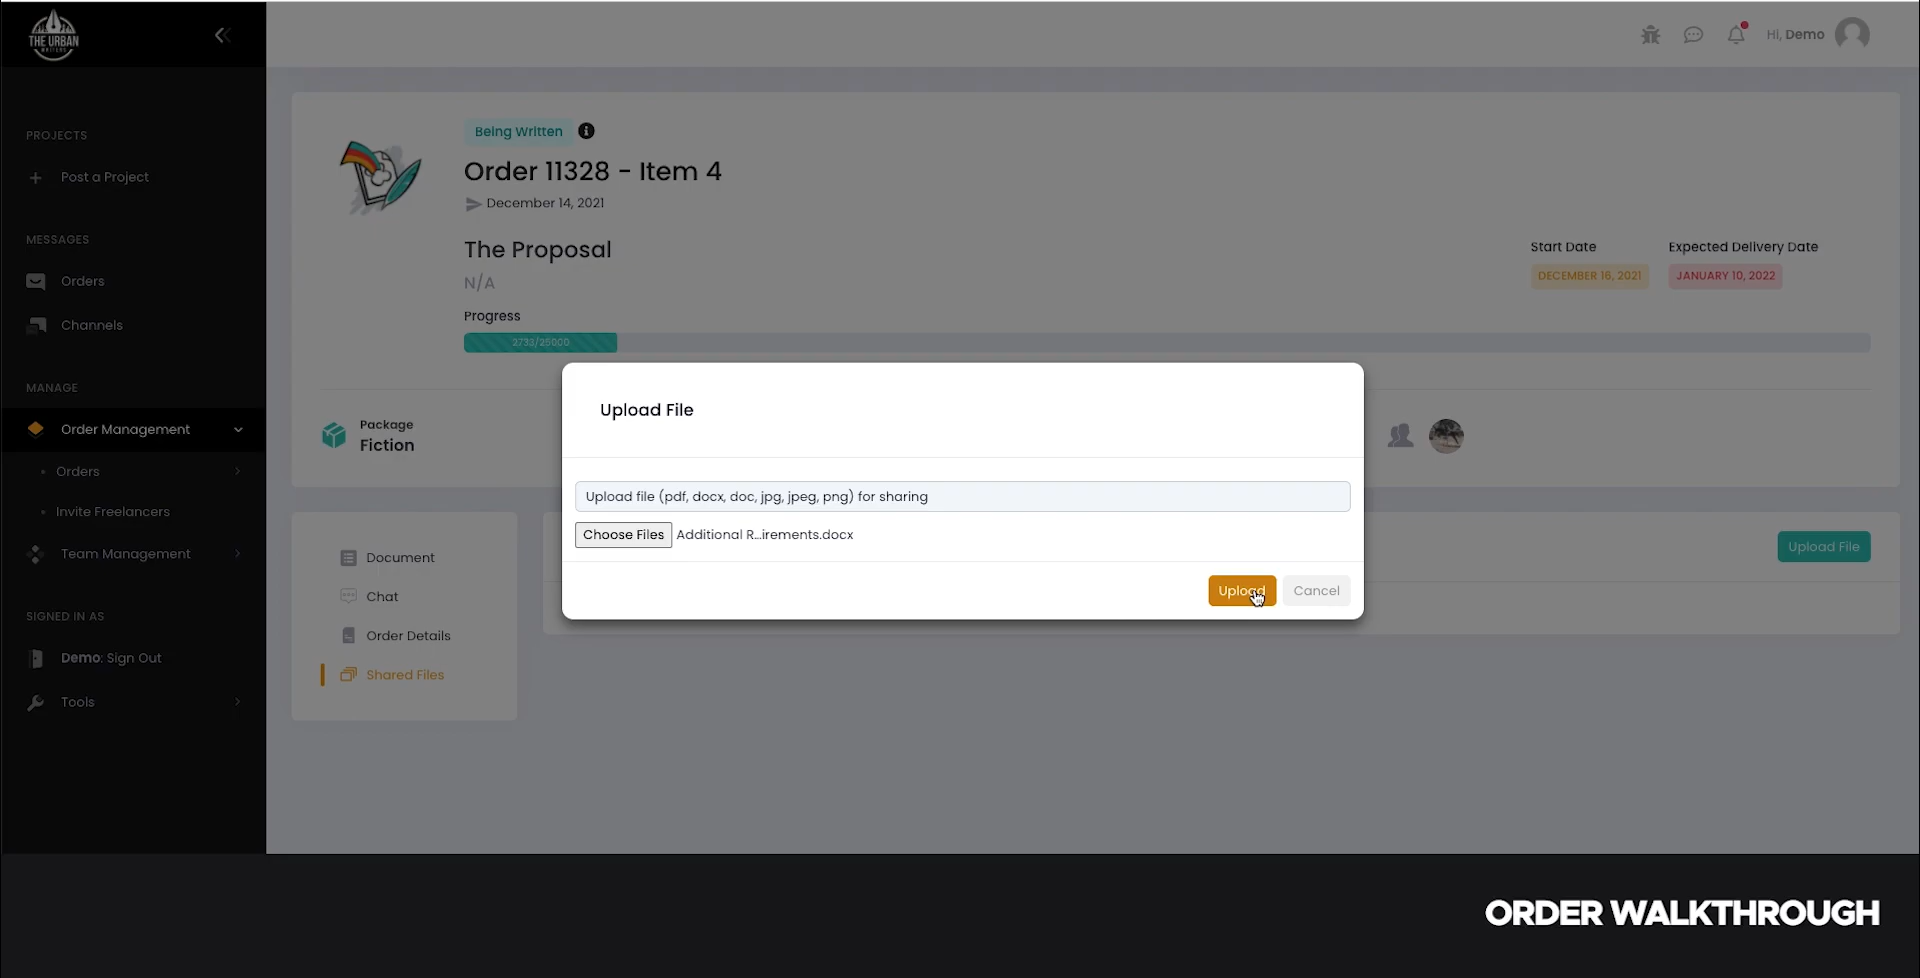 THE URBAN
WRITERS
Hi, Demo
PROJECTS
Post a Project
MESSAGES
Orders
Channels
MANAGE
Order Management
Orders
Invite Freelancers
Team Management
SIGNED IN AS
Demo: Sign Out
Tools
Being Written
Order 11328 - Item 4
December 14, 2021
The Proposal
N/A
Start Date
DECEMBER 16, 2021
Expected Delivery Date
JANUARY 10, 2022
Progress
2733/25000
Package
Fiction
Upload File
Upload file (pdf, docx, doc, jpg, jpeg, png) for sharing
Choose Files Additional R...irements.docx
Upload Cancel
Document
Chat
Order Details
Shared Files
Upload File
ORDER WALKTHROUGH